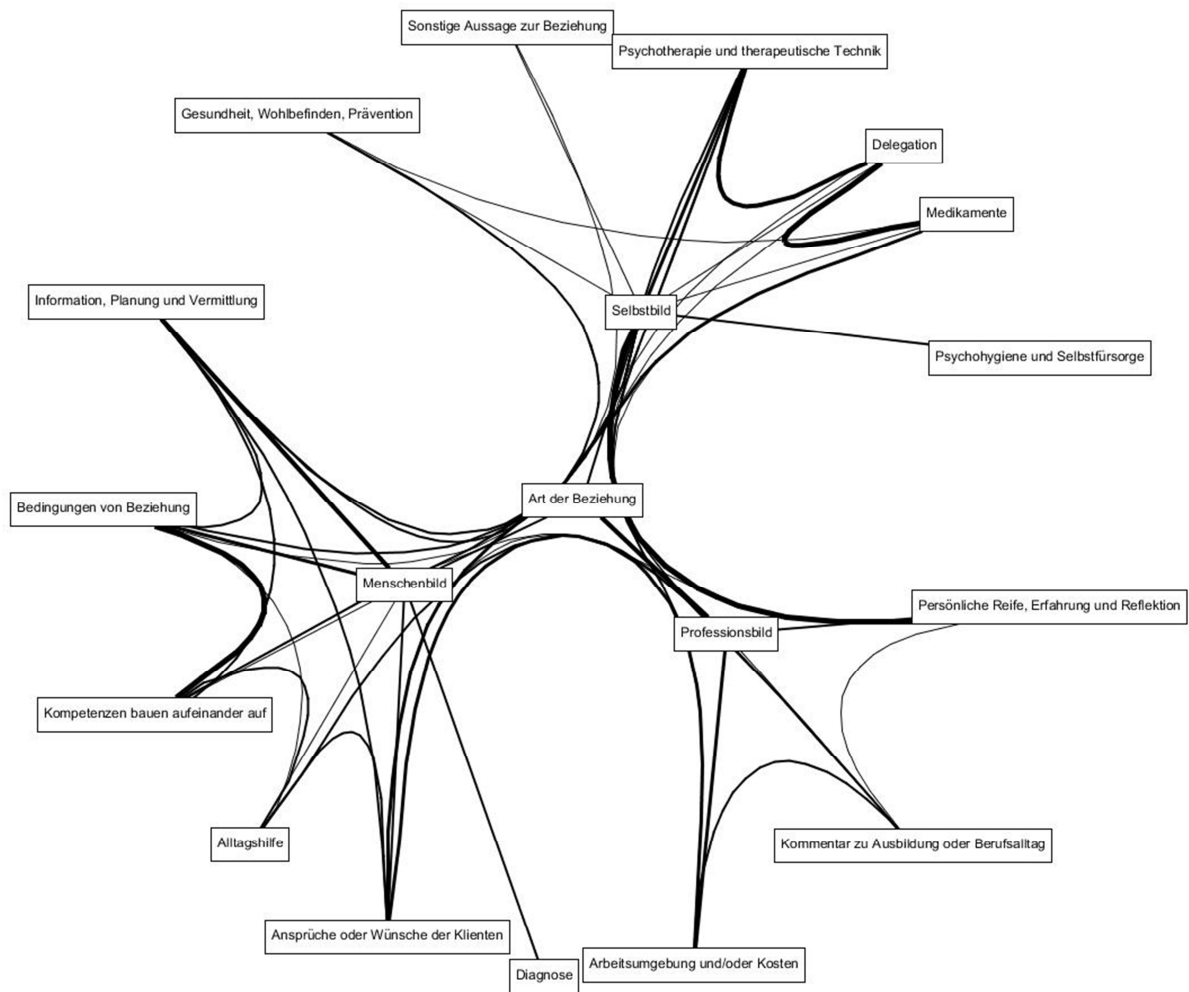 Sonstige Aussage zur Beziehung
Psychotherapie und therapeutische Technik
Gesundheit, Wohlbefinden, Prävention
Delegation
Medikamente
Information, Planung und Vermittlung
Selbstbild
Psychohygiene und Selbstfürsorge
Bedingungen von Beziehung
Art der Beziehung
Menschenbild
Persönliche Reife, Erfahrung und Reflektion
Professionsbild
Kompetenzen bauen aufeinander auf
Alltagshilfe
Kommentar zu Ausbildung oder Berufsalltag
Ansprüche oder Wünsche der Klienten
Arbeitsumgebung und/oder Kosten
Diagnose